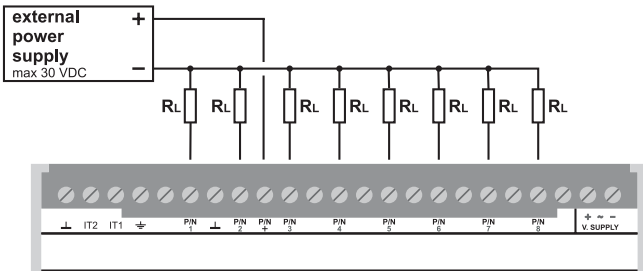 external
power
supply
max 30 VDC
+
−
RL RL RL RL RL RL RL RL
⊥ IT2 IT1 ⏚ P/N 1 ⊥ P/N 2 P/N + P/N 3 P/N 4 P/N 5 P/N 6 P/N 7 P/N 8 + ~ −
V. SUPPLY